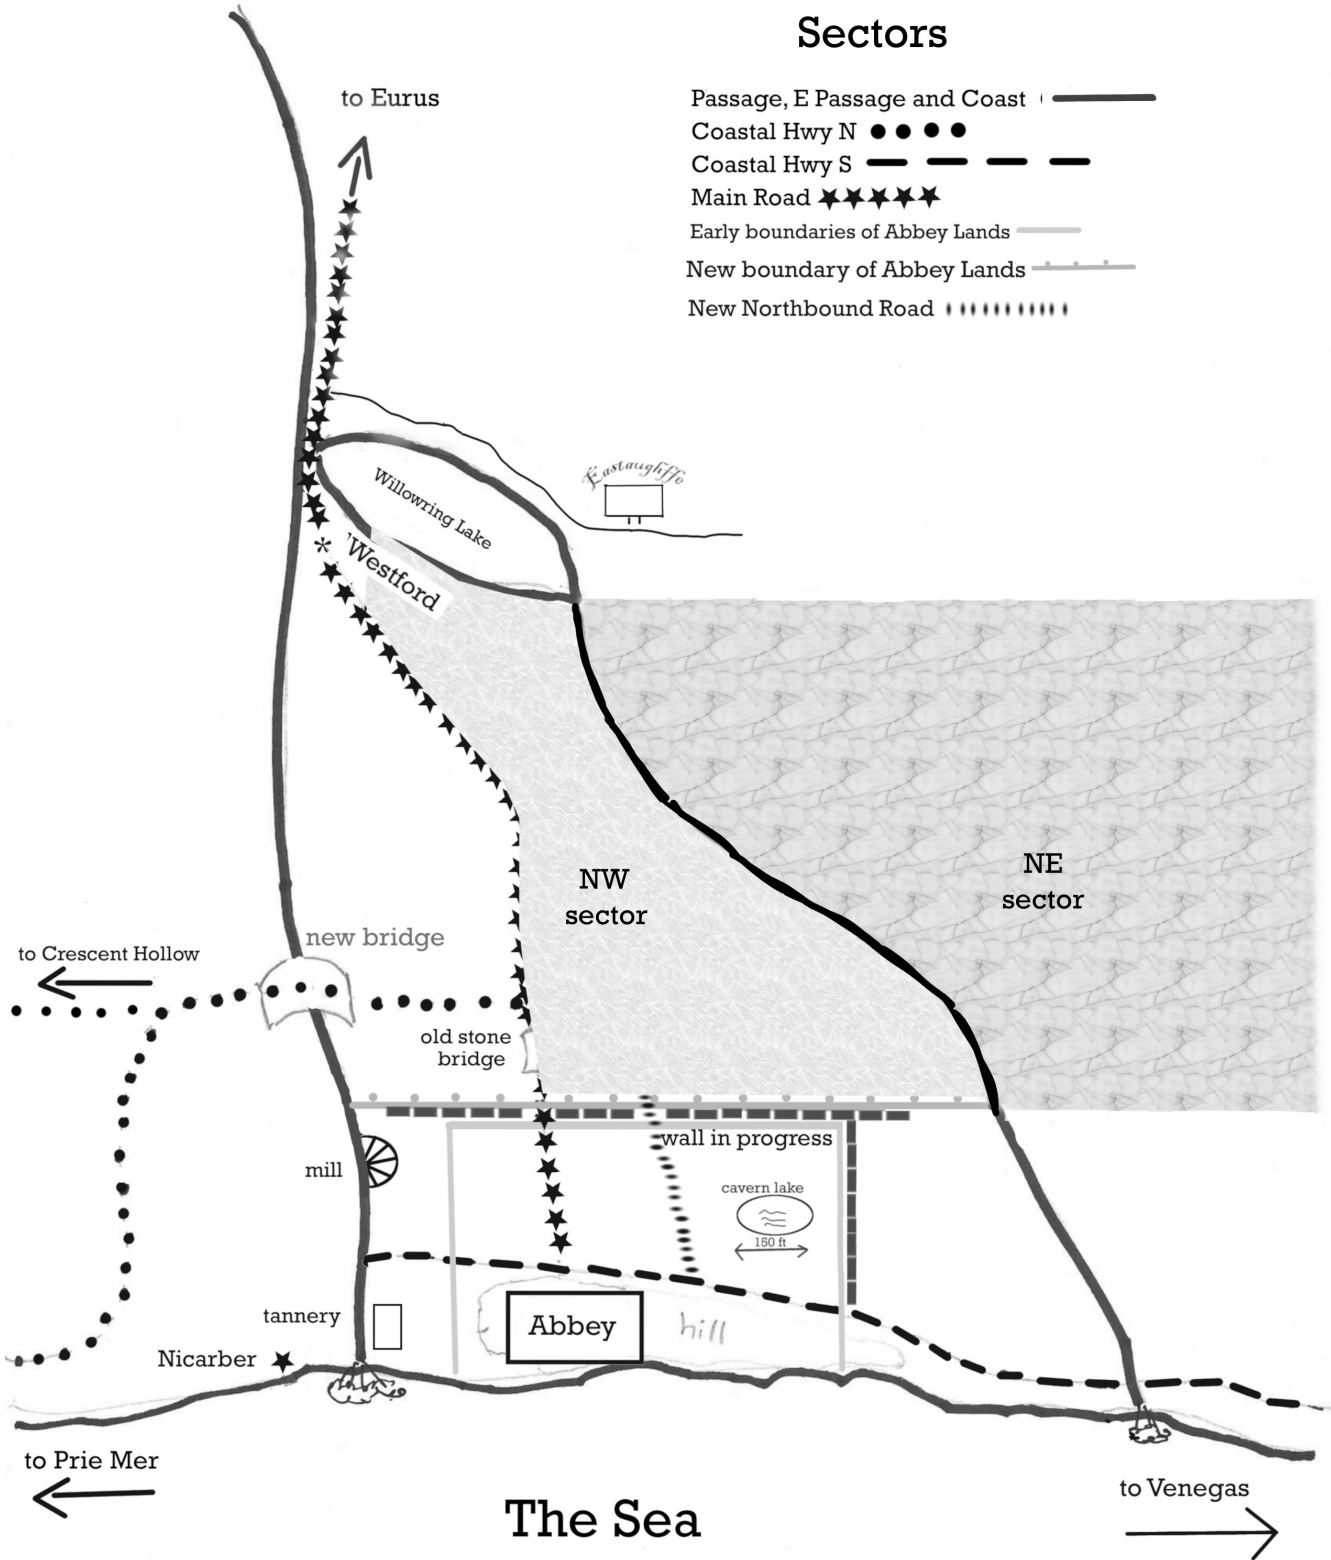 Sectors
to Eurus
Passage, E Passage and Coast
Coastal Hwy N
Coastal Hwy S
Main Road
Early boundaries of Abbey Lands
New boundary of Abbey Lands
New Northbound Road
Eastaughffe
Willowring Lake
*
Westford
NW
sector
NE
sector
new bridge
to Crescent Hollow
old stone
bridge
wall in progress
mill
cavern lake
150 ft
tannery
Abbey
hill
Nicarber
to Prie Mer
to Venegas
The Sea